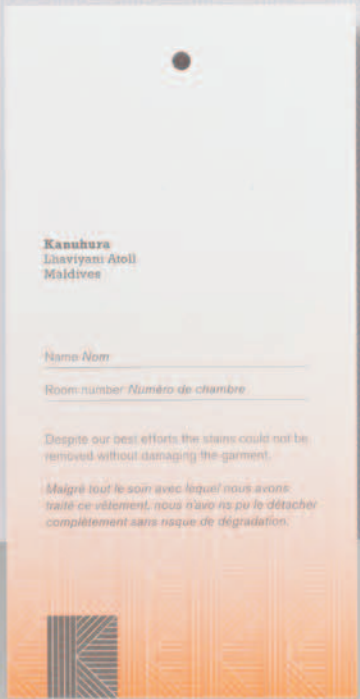 Kanuhura
Lhaviyani Atoll
Maldives
Name Nom
Room number Numéro de chambre
Despite our best efforts the stains could not be
removed without damaging the garment.
Malgré tout le soin avec lequel nous avons
traité ce vêtement, nous n'avons pu le détacher
complètement sans risque de dégradation.
K